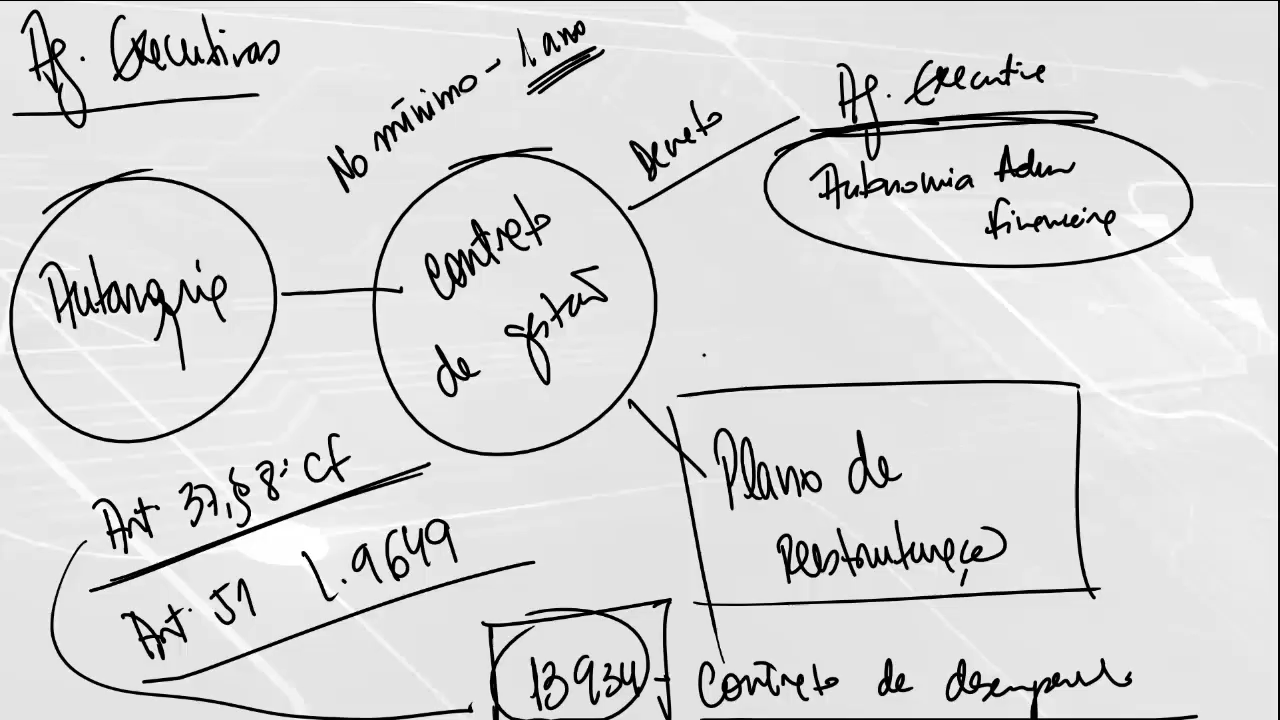 Ag. Executivas
No mínimo - 1 ano
Decreto
Ag. Executiva
Autonomia Adm
financeira
Autarquia
contrato
de gestão
Art. 37, § 8º CF
Art. 51 L. 9649
Plano de
Reestruturação
13934 - Contrato de desempenho